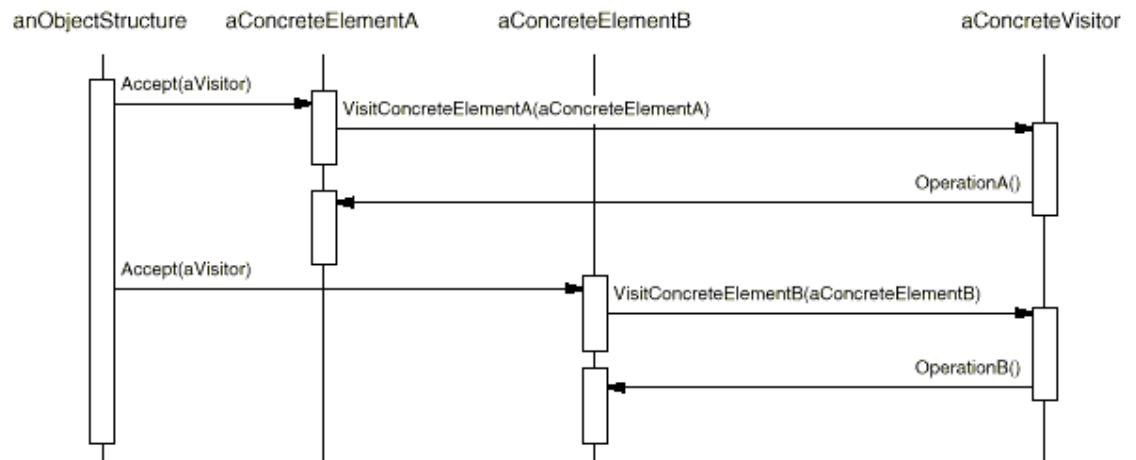 anObjectStructure aConcreteElementA aConcreteElementB aConcreteVisitor
Accept(aVisitor)
VisitConcreteElementA(aConcreteElementA)
OperationA()
Accept(aVisitor)
VisitConcreteElementB(aConcreteElementB)
OperationB()